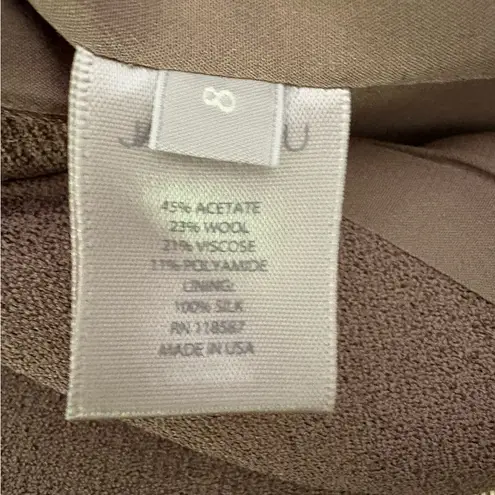 8
45% ACETATE
23% WOOL
21% VISCOSE
11% POLYAMIDE
LINING:
100% SILK
RN 118587
MADE IN USA